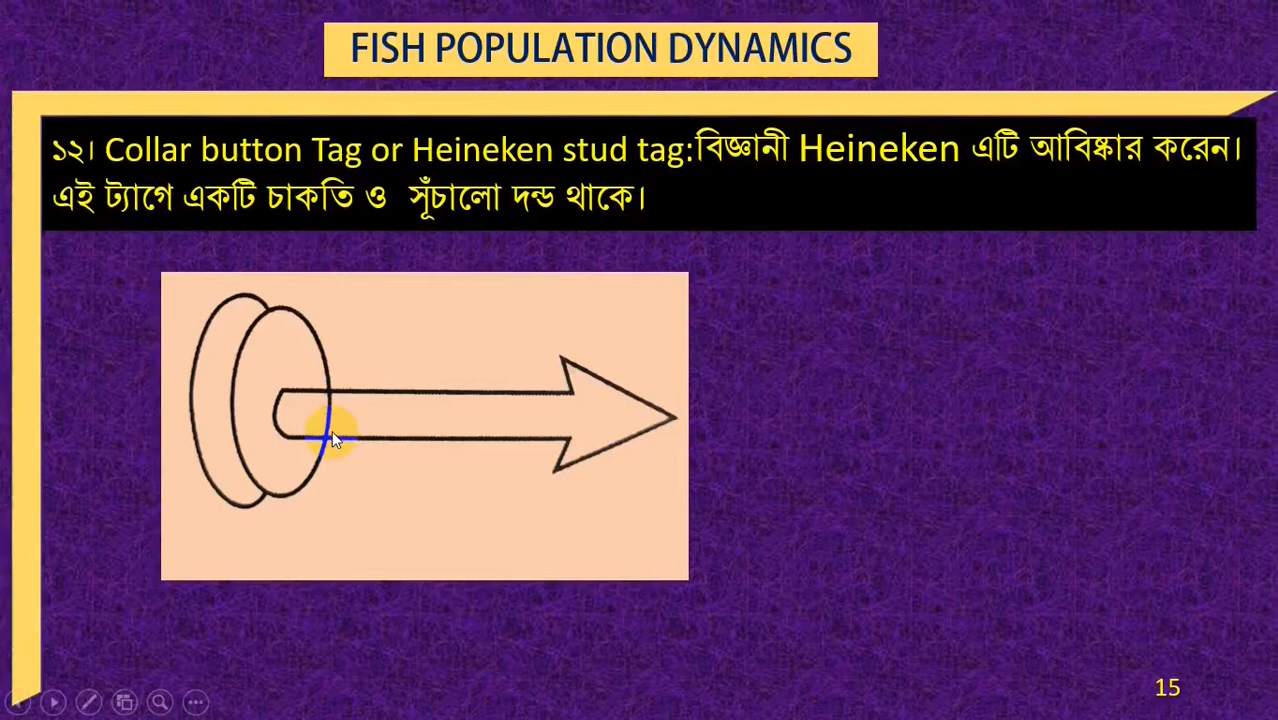 FISH POPULATION DYNAMICS
১২। Collar button Tag or Heineken stud tag:বিজ্ঞানী Heineken এটি আবিষ্কার করেন।
এই ট্যাগে একটি চাকতি ও সূঁচালো দন্ড থাকে।
15